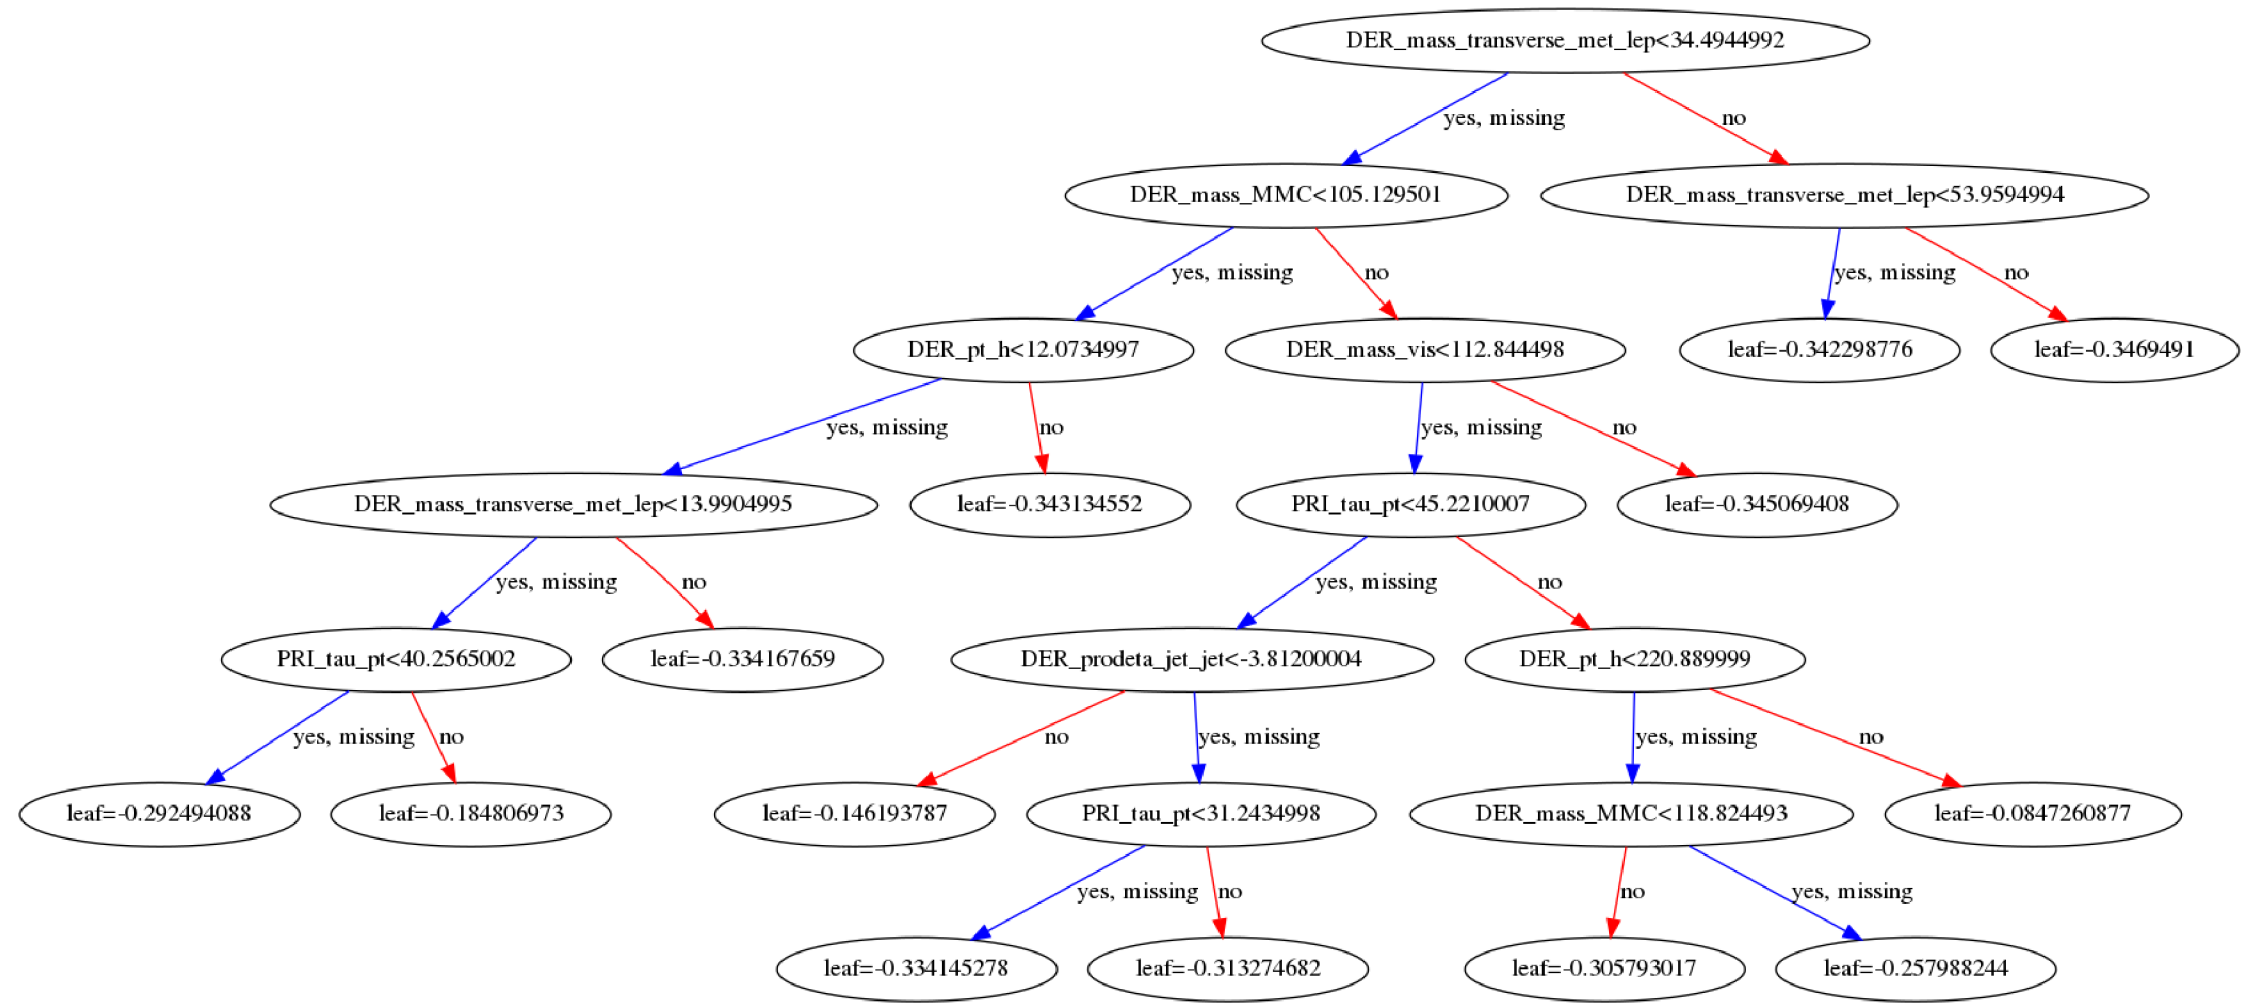 DER_mass_transverse_met_lep<34.4944992
yes, missing
no
DER_mass_MMC<105.129501
DER_mass_transverse_met_lep<53.9594994
yes, missing
no
yes, missing
no
DER_pt_h<12.0734997
DER_mass_vis<112.844498
leaf=-0.342298776
leaf=-0.3469491
yes, missing
no
yes, missing
no
DER_mass_transverse_met_lep<13.9904995
leaf=-0.343134552
PRI_tau_pt<45.2210007
leaf=-0.345069408
yes, missing
no
yes, missing
no
PRI_tau_pt<40.2565002
leaf=-0.334167659
DER_prodeta_jet_jet<-3.81200004
DER_pt_h<220.889999
yes, missing
no
no
yes, missing
yes, missing
no
leaf=-0.292494088
leaf=-0.184806973
leaf=-0.146193787
PRI_tau_pt<31.2434998
DER_mass_MMC<118.824493
leaf=-0.0847260877
yes, missing
no
no
yes, missing
leaf=-0.334145278
leaf=-0.313274682
leaf=-0.305793017
leaf=-0.257988244